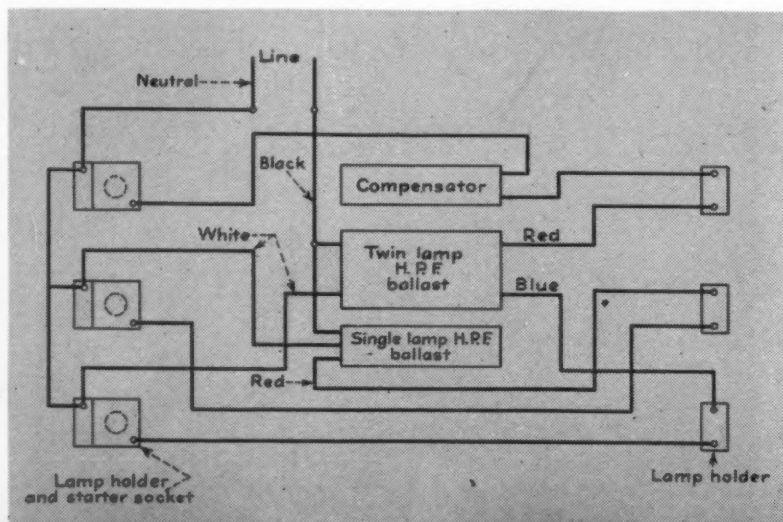 Line
Neutral
Black
Compensator
White
Red
Twin lamp
H.P.F.
ballast
Blue
Single lamp H.P.F.
ballast
Red
Lamp holder
and starter socket
Lamp holder